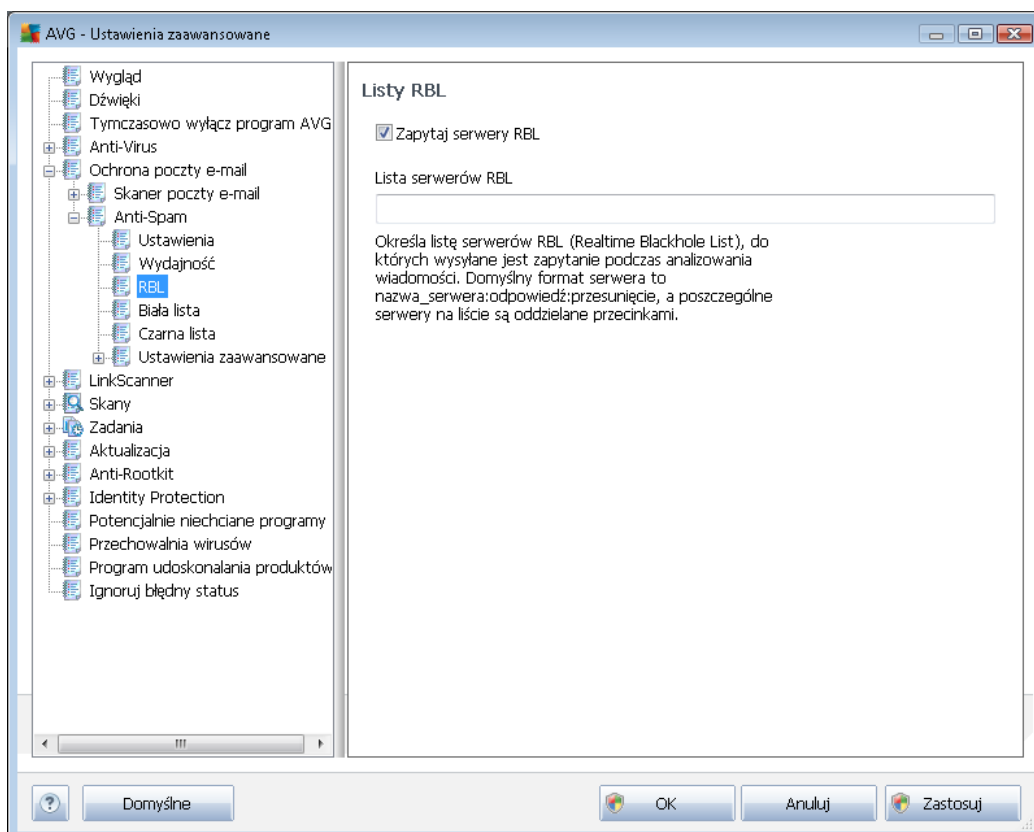 AVG - Ustawienia zaawansowane
Wygląd
Dźwięki
Tymczasowo wyłącz program AVG
Anti-Virus
Ochrona poczty e-mail
Skaner poczty e-mail
Anti-Spam
Ustawienia
Wydajność
RBL
Biała lista
Czarna lista
Ustawienia zaawansowane
LinkScanner
Skany
Zadania
Aktualizacja
Anti-Rootkit
Identity Protection
Potencjalnie niechciane programy
Przechowalnia wirusów
Program udoskonalania produktów
Ignoruj błędny status
Listy RBL
Zapytaj serwery RBL
Lista serwerów RBL
Określa listę serwerów RBL (Realtime Blackhole List), do
których wysyłane jest zapytanie podczas analizowania
wiadomości. Domyślny format serwera to
nazwa_serwera:odpowiedź:przesunięcie, a poszczególne
serwery na liście są oddzielane przecinkami.
?
Domyślne
OK
Anuluj
Zastosuj